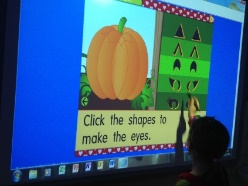 Click the shapes to
make the eyes.